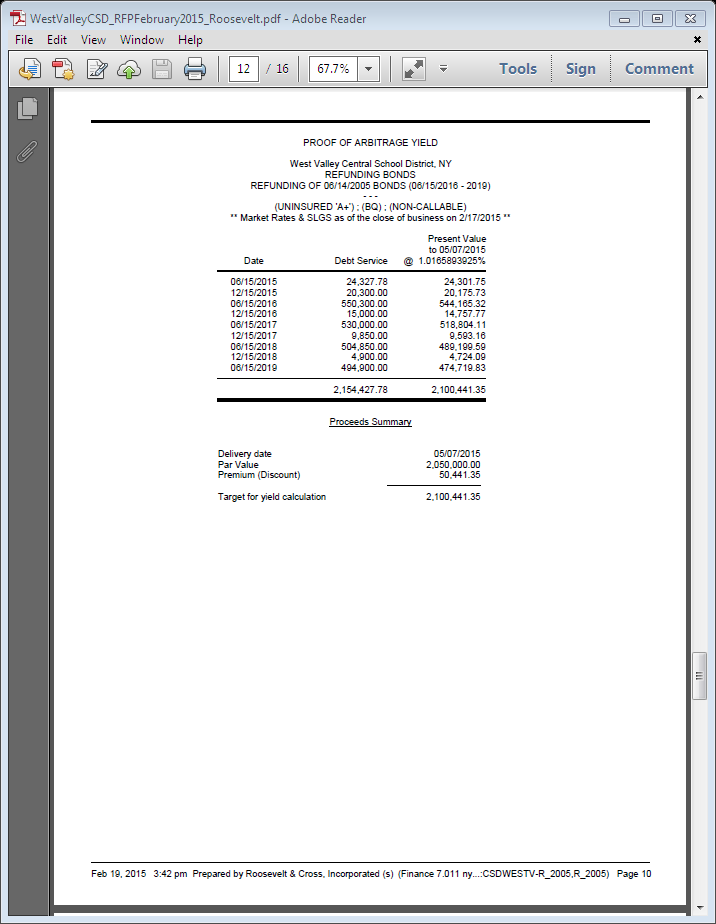 WestValleyCSD_RFPFebruary2015_Roosevelt.pdf - Adobe Reader
File Edit View Window Help
12 / 16 67.7% Tools Sign Comment
PROOF OF ARBITRAGE YIELD
West Valley Central School District, NY
REFUNDING BONDS
REFUNDING OF 06/14/2005 BONDS (06/15/2016 - 2019)
- - -
(UNINSURED 'A+') ; (BQ) ; (NON-CALLABLE)
** Market Rates & SLGS as of the close of business on 2/17/2015 **
Present Value
to 05/07/2015
Date Debt Service @ 1.0165893925%
06/15/2015 24,327.78 24,301.75
12/15/2015 20,300.00 20,175.73
06/15/2016 550,300.00 544,165.32
12/15/2016 15,000.00 14,757.77
06/15/2017 530,000.00 518,804.11
12/15/2017 9,850.00 9,593.16
06/15/2018 504,850.00 489,199.59
12/15/2018 4,900.00 4,724.09
06/15/2019 494,900.00 474,719.83
2,154,427.78 2,100,441.35
Proceeds Summary
Delivery date 05/07/2015
Par Value 2,050,000.00
Premium (Discount) 50,441.35
Target for yield calculation 2,100,441.35
Feb 19, 2015 3:42 pm Prepared by Roosevelt & Cross, Incorporated (s) (Finance 7.011 ny...:CSDWESTV-R_2005,R_2005) Page 10